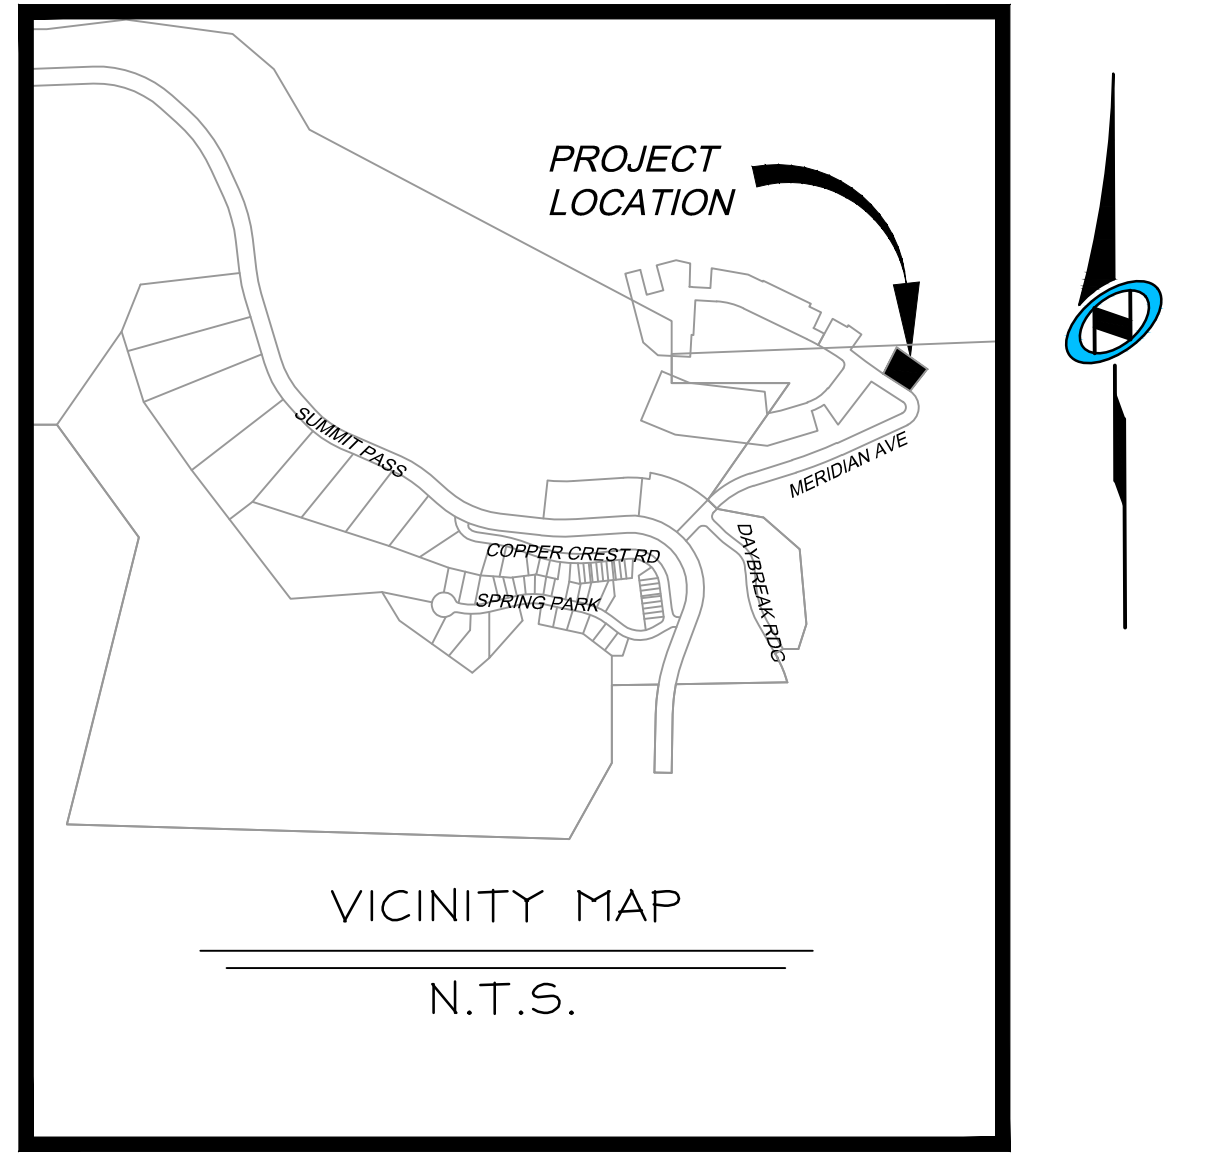 PROJECT
LOCATION
SUMMIT PASS
MERIDIAN AVE
COPPER CREST RD
DAYBREAK RDG
SPRING PARK
VICINITY MAP
N.T.S.
N